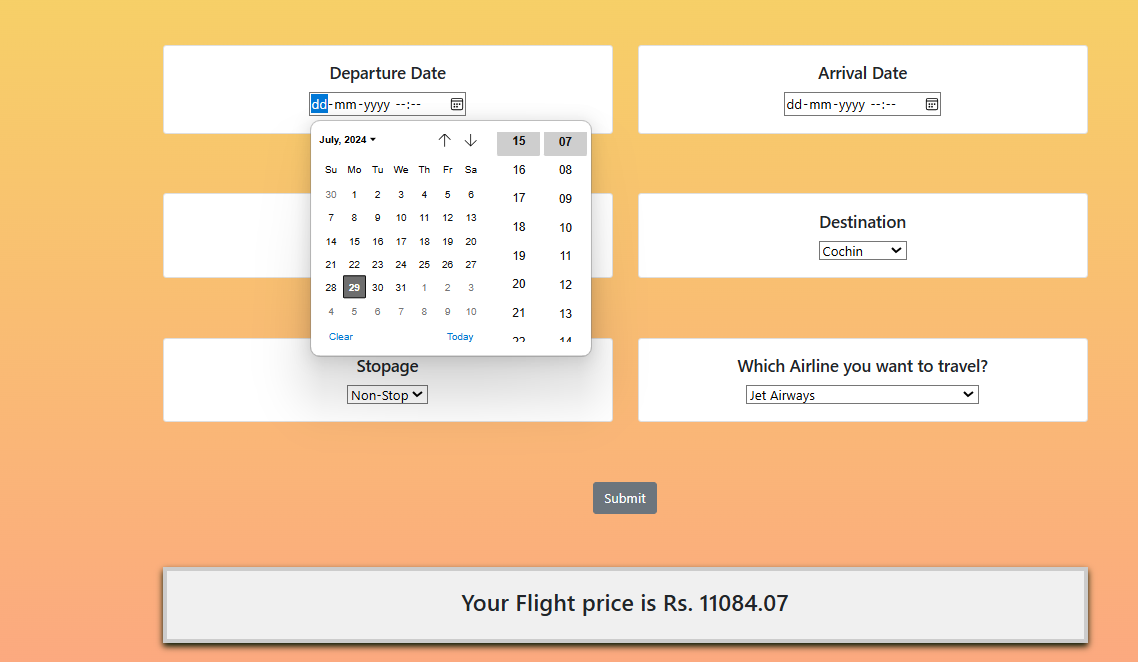 Departure Date
dd-mm-yyyy --:--
Arrival Date
dd-mm-yyyy --:--
July, 2024
Su Mo Tu We Th Fr Sa
30 1 2 3 4 5 6
7 8 9 10 11 12 13
14 15 16 17 18 19 20
21 22 23 24 25 26 27
28 29 30 31 1 2 3
4 5 6 7 8 9 10
Clear Today
15 07
16 08
17 09
18 10
19 11
20 12
21 13
22 14
Destination
Cochin
Stopage
Non-Stop
Which Airline you want to travel?
Jet Airways
Submit
Your Flight price is Rs. 11084.07